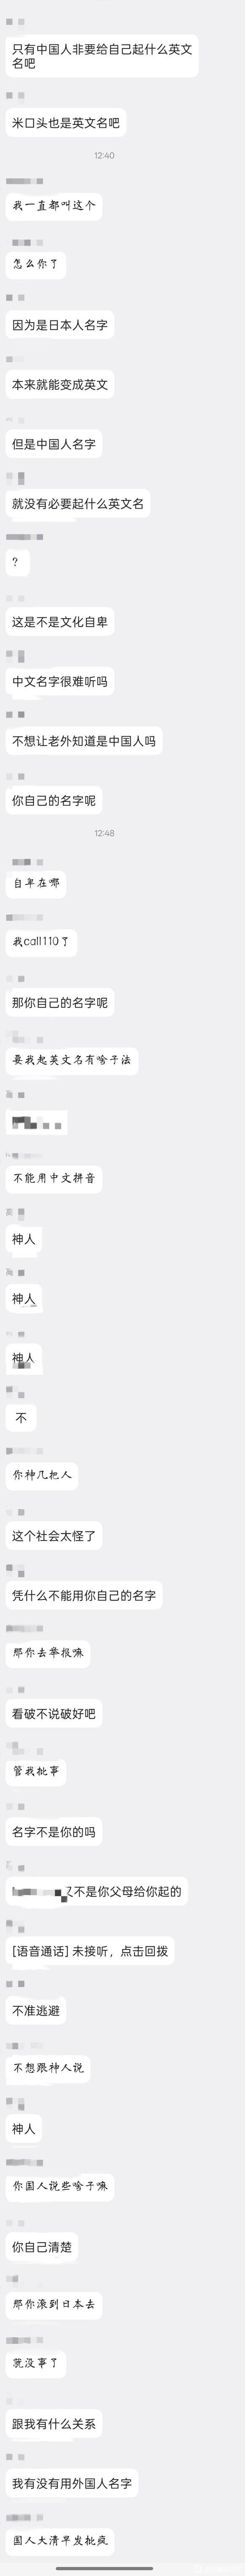 只有中国人非要给自己起什么英文
名吧
米口头也是英文名吧
12:40
我一直都叫这个
怎么你了
因为是日本人名字
本来就能变成英文
但是中国人名字
就没有必要起什么英文名
？
这是不是文化自卑
中文名字很难听吗
不想让老外知道是中国人吗
你自己的名字呢
12:48
自卑在哪
我call110了
那你自己的名字呢
要我起英文名有啥子法
不能用中文拼音
神人
神人
神人
不
你神几把人
这个社会太怪了
凭什么不能用你自己的名字
那你去举报嘛
看破不说破好吧
管我批事
名字不是你的吗
不是你父母给你起的
[语音通话] 未接听，点击回拨
不准逃避
不想跟神人说
神人
你国人说些啥子嘛
你自己清楚
那你滚到日本去
就没事了
跟我有什么关系
我有没有用外国人名字
国人大清早发批疯